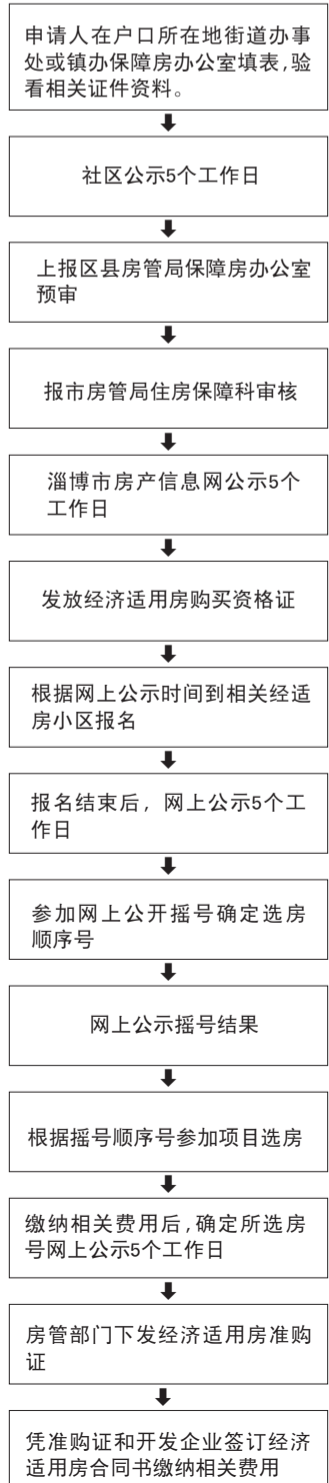 申请人在户口所在地街道办事
处或镇办保障房办公室填表,验
看相关证件资料。
社区公示5个工作日
上报区县房管局保障房办公室
预审
报市房管局住房保障科审核
淄博市房产信息网公示5个
工作日
发放经济适用房购买资格证
根据网上公示时间到相关经适
房小区报名
报名结束后，网上公示5个工
作日
参加网上公开摇号确定选房
顺序号
网上公示摇号结果
根据摇号顺序号参加项目选房
缴纳相关费用后,确定所选房
号网上公示5个工作日
房管部门下发经济适用房准购
证
凭准购证和开发企业签订经济
适用房合同书缴纳相关费用